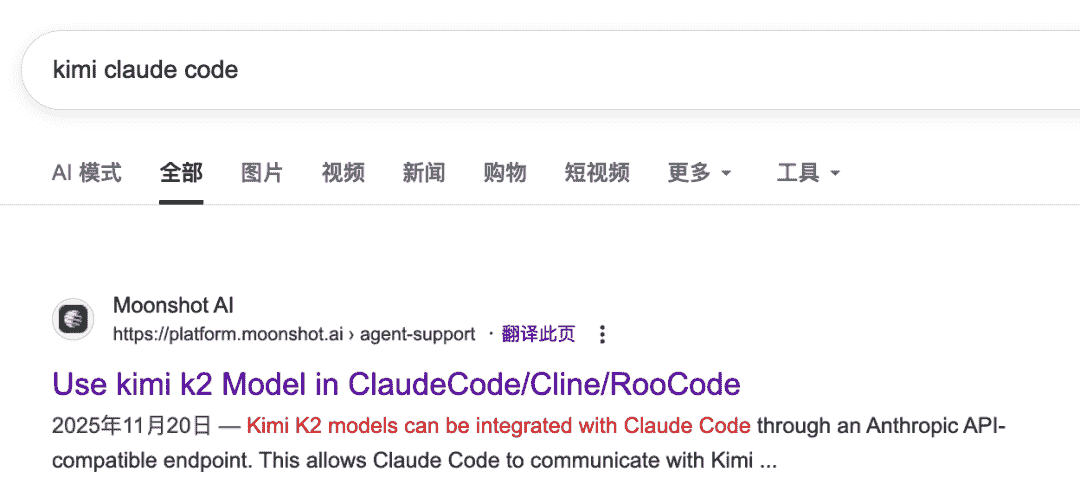 kimi claude code
AI 模式 全部 图片 视频 新闻 购物 短视频 更多 工具
Moonshot AI
https://platform.moonshot.ai › agent-support · 翻译此页
Use kimi k2 Model in ClaudeCode/Cline/RooCode
2025年11月20日 — Kimi K2 models can be integrated with Claude Code through an Anthropic API-
compatible endpoint. This allows Claude Code to communicate with Kimi ...